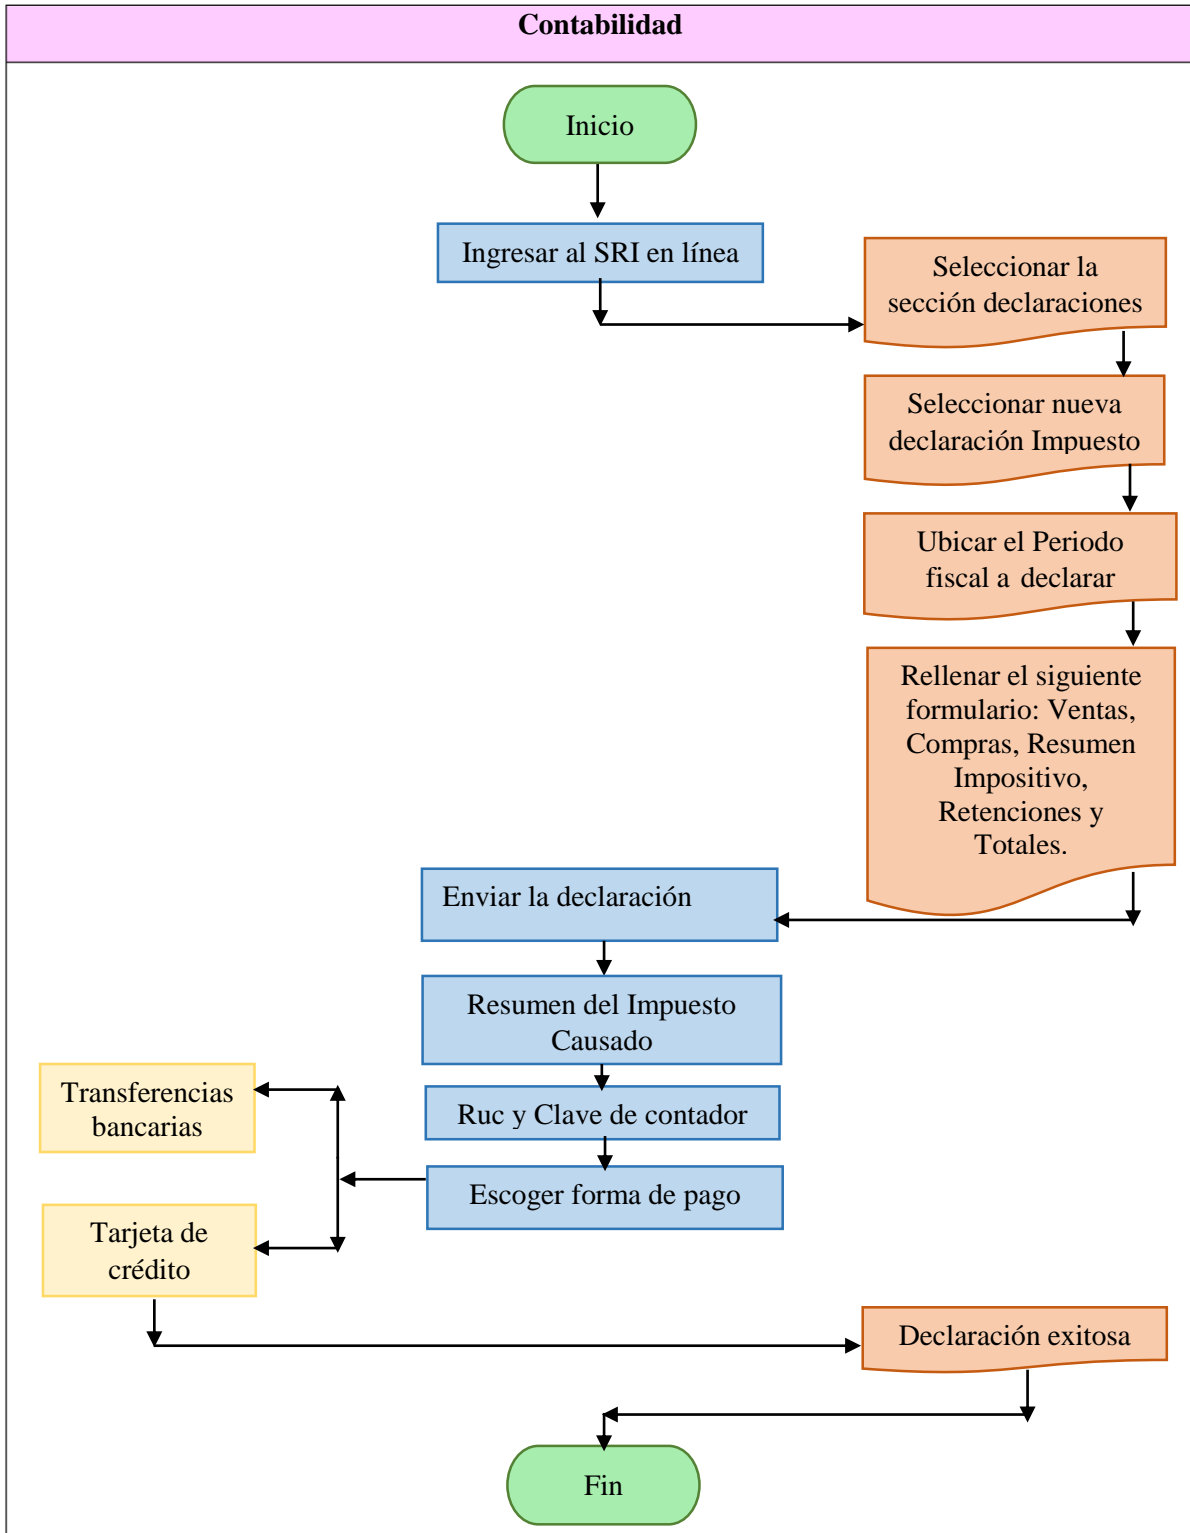 Contabilidad
Inicio
Ingresar al SRI en línea
Seleccionar la
sección declaraciones
Seleccionar nueva
declaración Impuesto
Ubicar el Periodo
fiscal a declarar
Rellenar el siguiente
formulario: Ventas,
Compras, Resumen
Impositivo,
Retenciones y
Totales.
Enviar la declaración
Resumen del Impuesto
Causado
Ruc y Clave de contador
Escoger forma de pago
Transferencias
bancarias
Tarjeta de
crédito
Declaración exitosa
Fin